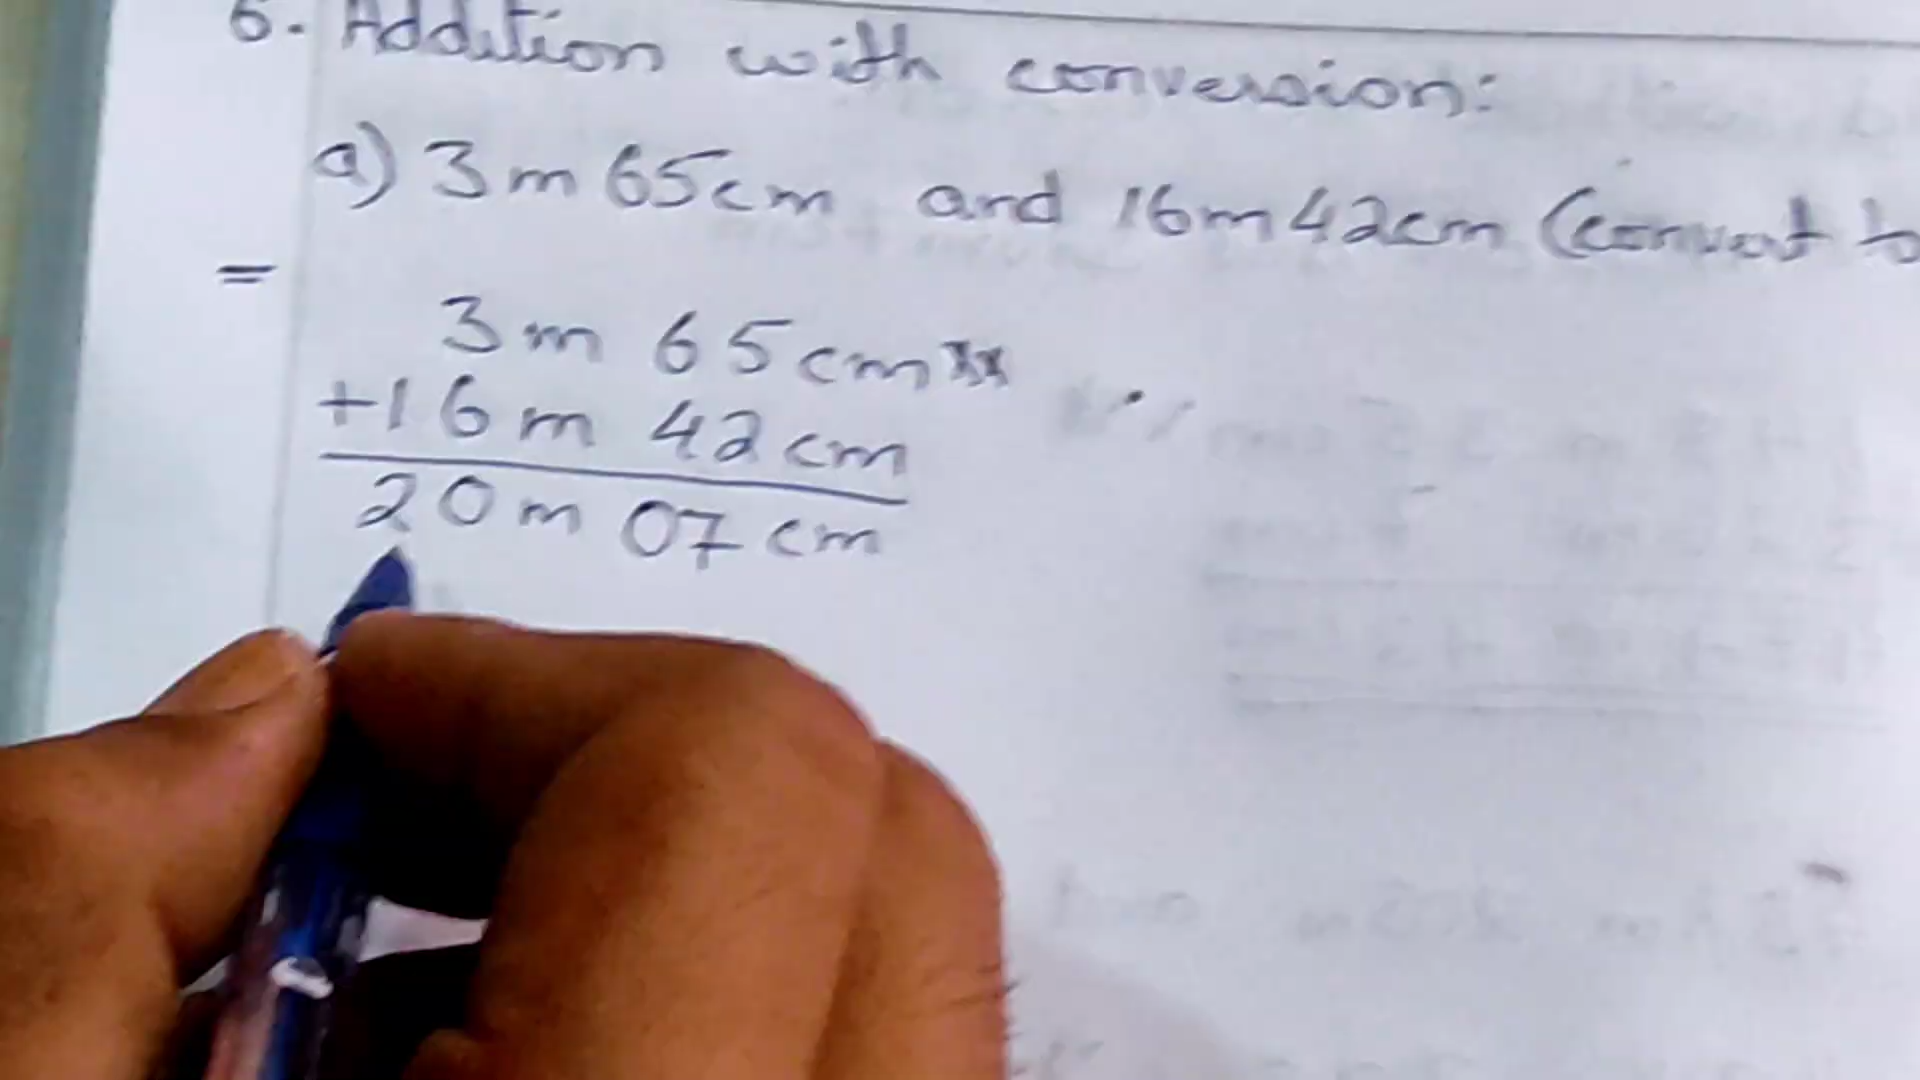 6. Addition with conversion:
a) 3m 65cm and 16m 42cm (convert to
=
3m 65cm
+16m 42cm
20m 07cm